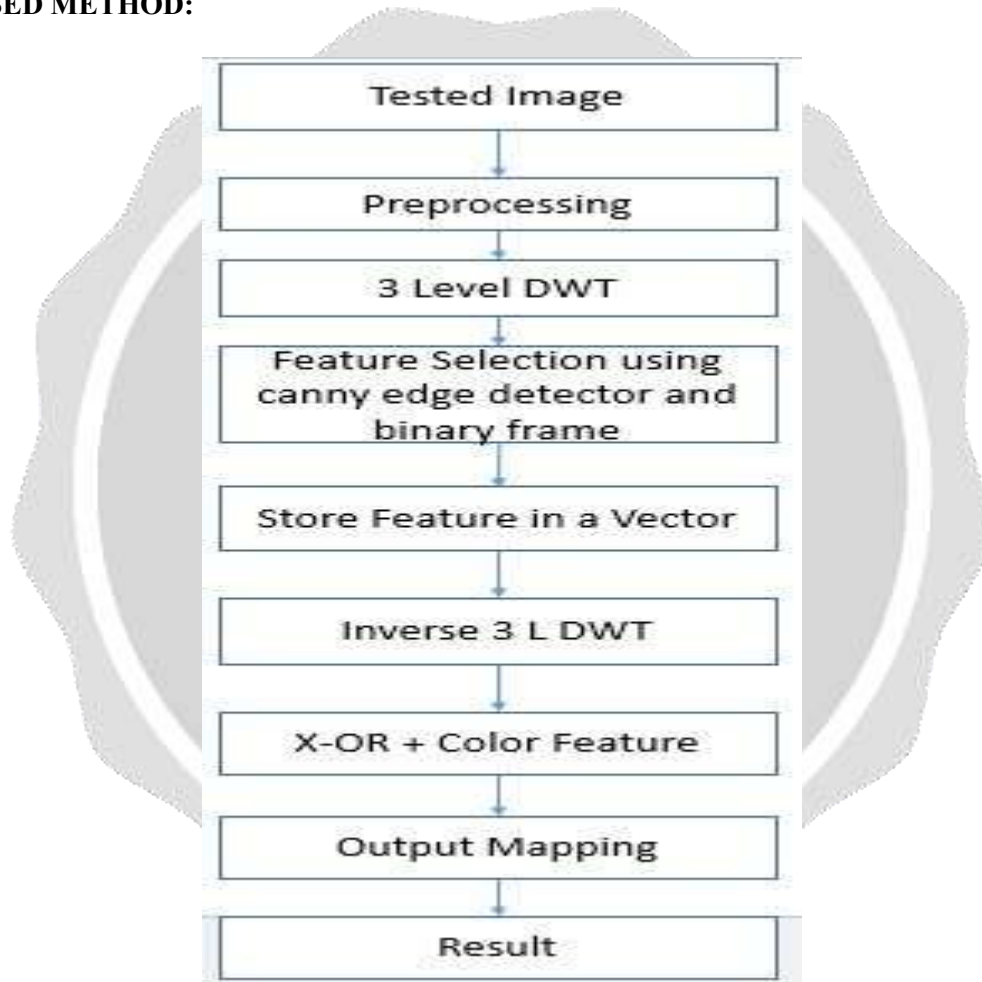 SED METHOD:
Tested Image
Preprocessing
3 Level DWT
Feature Selection using
canny edge detector and
binary frame
Store Feature in a Vector
Inverse 3 L DWT
X-OR + Color Feature
Output Mapping
Result